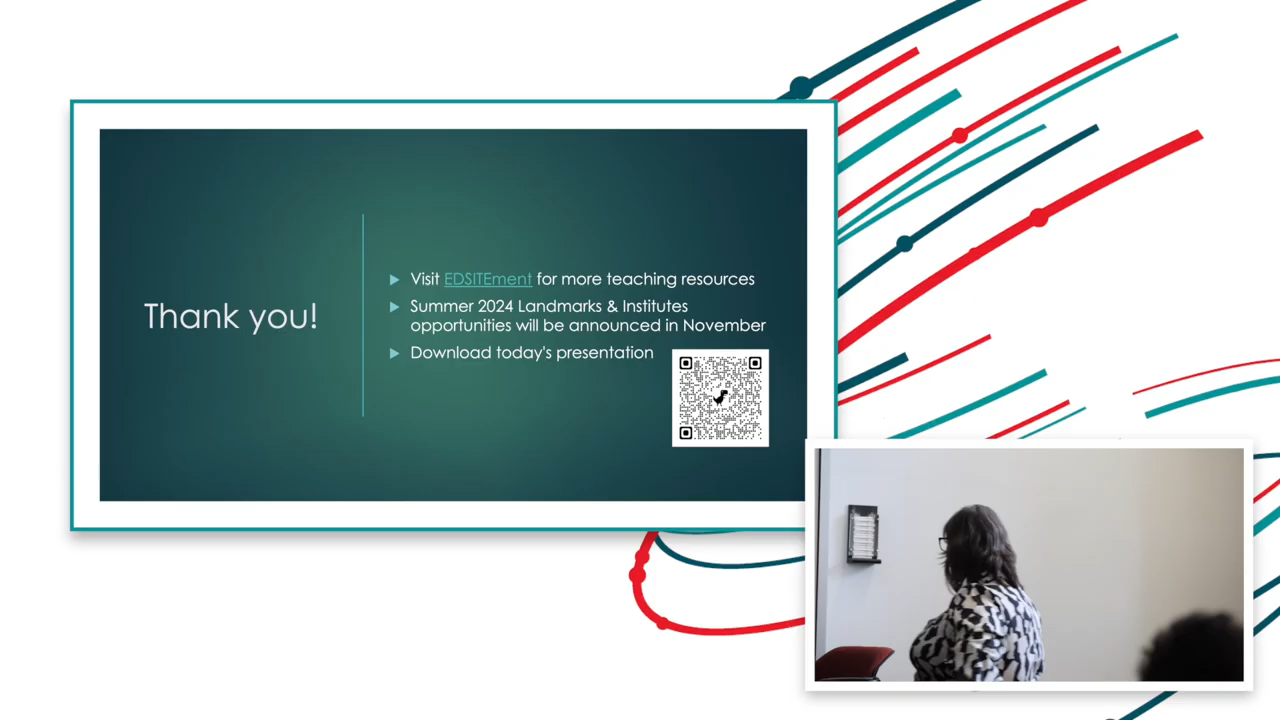 Thank you!
Visit EDSITEment for more teaching resources
Summer 2024 Landmarks & Institutes
opportunities will be announced in November
Download today's presentation